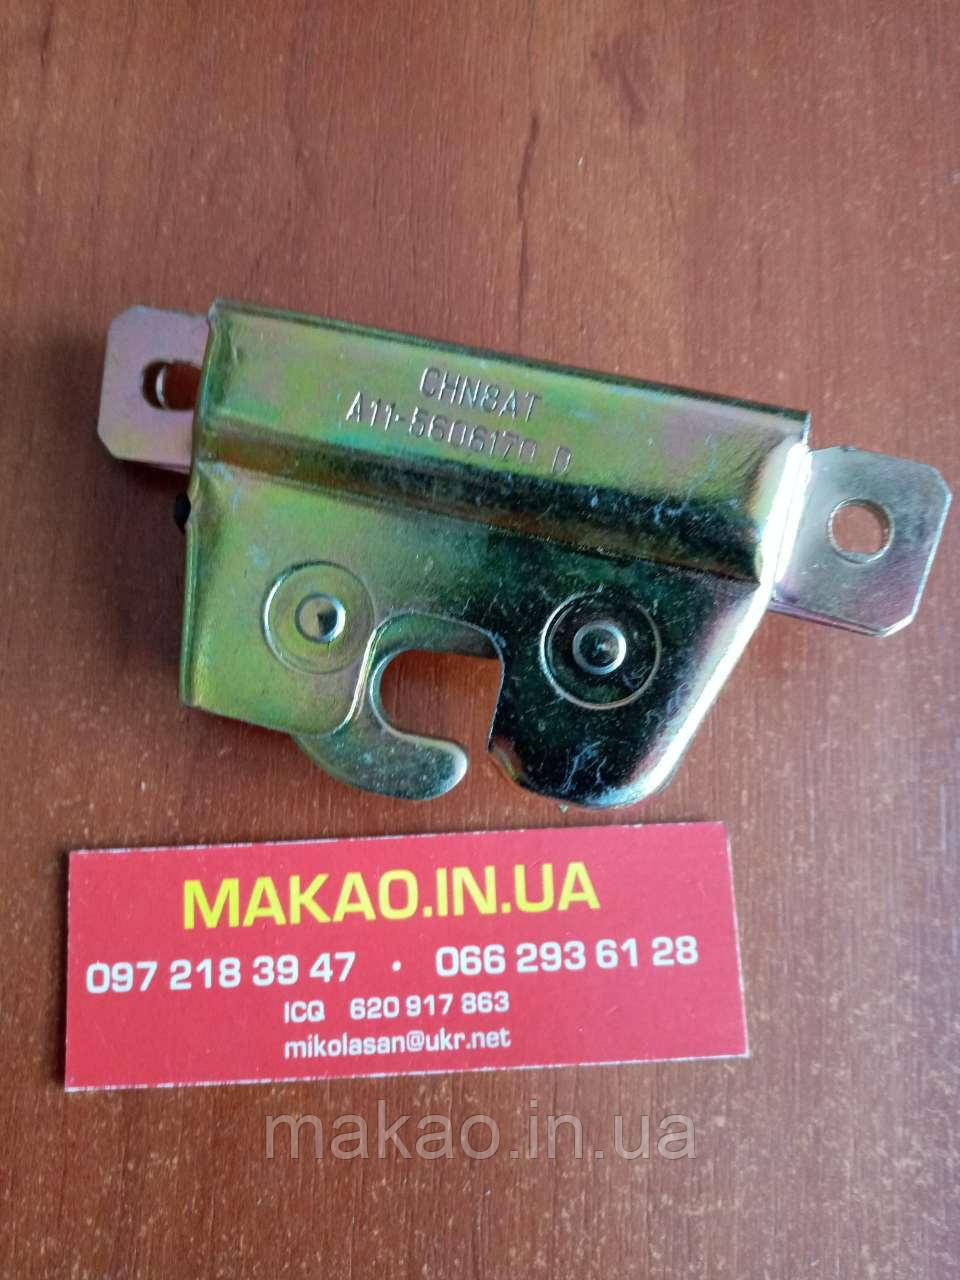 CHN8AT
A11-5606170 D
MAKAO.IN.UA
097 218 39 47 • 066 293 61 28
ICQ 620 917 863
mikolasan@ukr.net
makao.in.ua